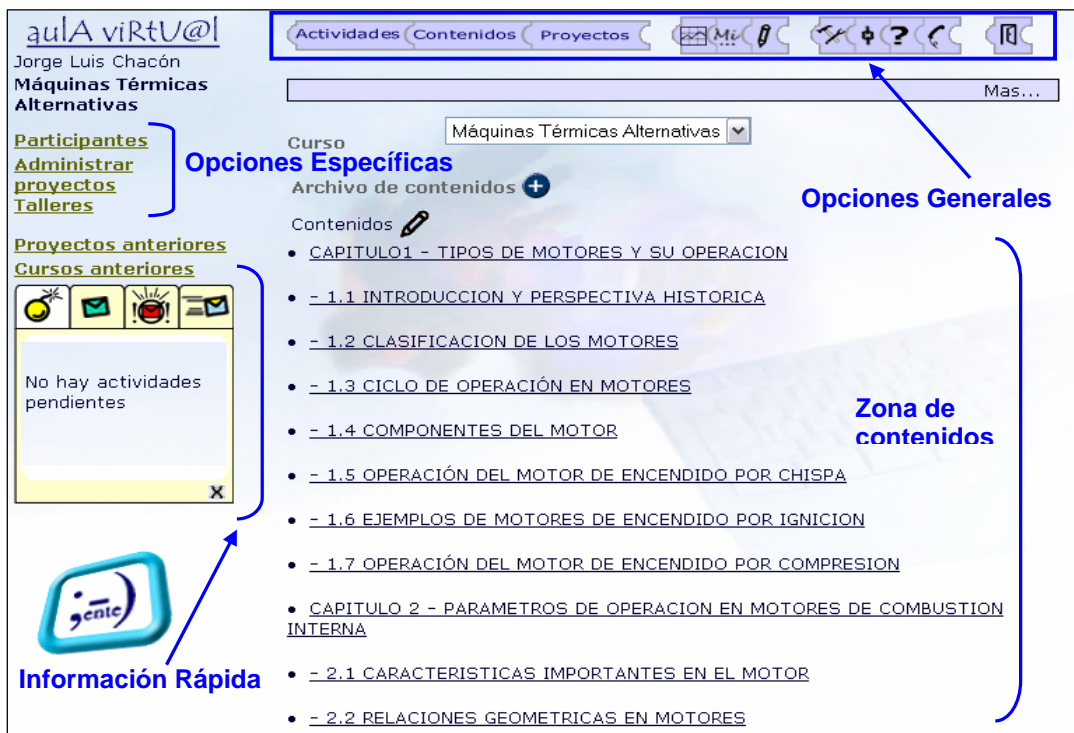 aulA viRtU@l
Jorge Luis Chacón
Máquinas Térmicas
Alternativas
Participantes
Administrar
proyectos
Talleres
Opciones Específicas
Proyectos anteriores
Cursos anteriores
No hay actividades
pendientes
X
gente
Información Rápida
Actividades Contenidos Proyectos Mi ?
Mas...
Opciones Generales
Curso Máquinas Térmicas Alternativas
Archivo de contenidos
Contenidos
• CAPITULO1 - TIPOS DE MOTORES Y SU OPERACION
• - 1.1 INTRODUCCION Y PERSPECTIVA HISTORICA
• - 1.2 CLASIFICACION DE LOS MOTORES
• - 1.3 CICLO DE OPERACIÓN EN MOTORES
• - 1.4 COMPONENTES DEL MOTOR
• - 1.5 OPERACIÓN DEL MOTOR DE ENCENDIDO POR CHISPA
• - 1.6 EJEMPLOS DE MOTORES DE ENCENDIDO POR IGNICION
• - 1.7 OPERACIÓN DEL MOTOR DE ENCENDIDO POR COMPRESION
• CAPITULO 2 - PARAMETROS DE OPERACION EN MOTORES DE COMBUSTION
INTERNA
• - 2.1 CARACTERISTICAS IMPORTANTES EN EL MOTOR
• - 2.2 RELACIONES GEOMETRICAS EN MOTORES
Zona de
contenidos